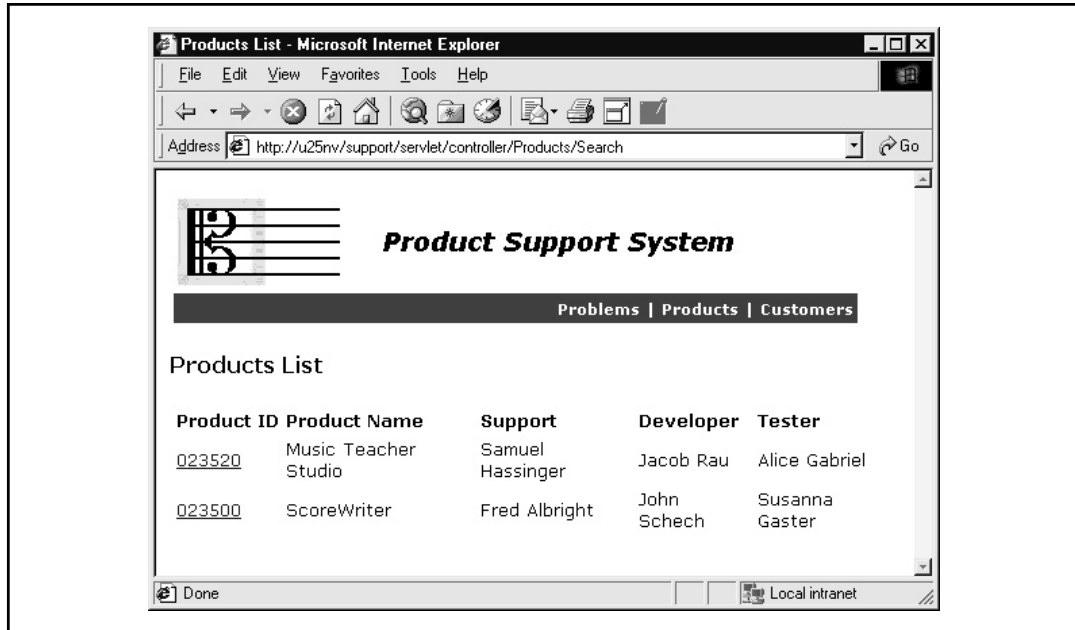 Products List - Microsoft Internet Explorer
File Edit View Favorites Tools Help
Address http://u25nv/support/servlet/controller/Products/Search Go
Product Support System
Problems | Products | Customers
Products List
Product ID Product Name Support Developer Tester
023520 Music Teacher Studio Samuel Hassinger Jacob Rau Alice Gabriel
023500 ScoreWriter Fred Albright John Schech Susanna Gaster
Done Local intranet